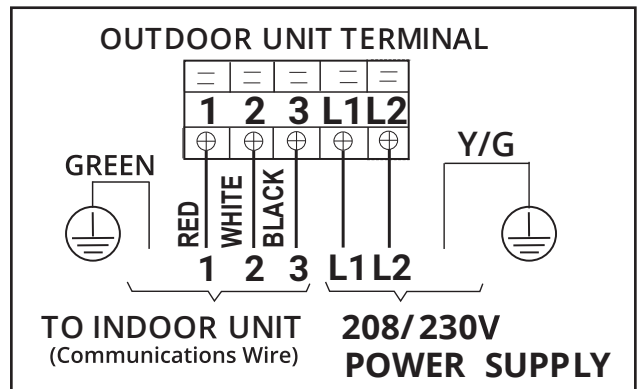 OUTDOOR UNIT TERMINAL
1 2 3 L1 L2
GREEN
Y/G
RED
WHITE
BLACK
1 2 3 L1 L2
TO INDOOR UNIT
(Communications Wire)
208/230V
POWER SUPPLY